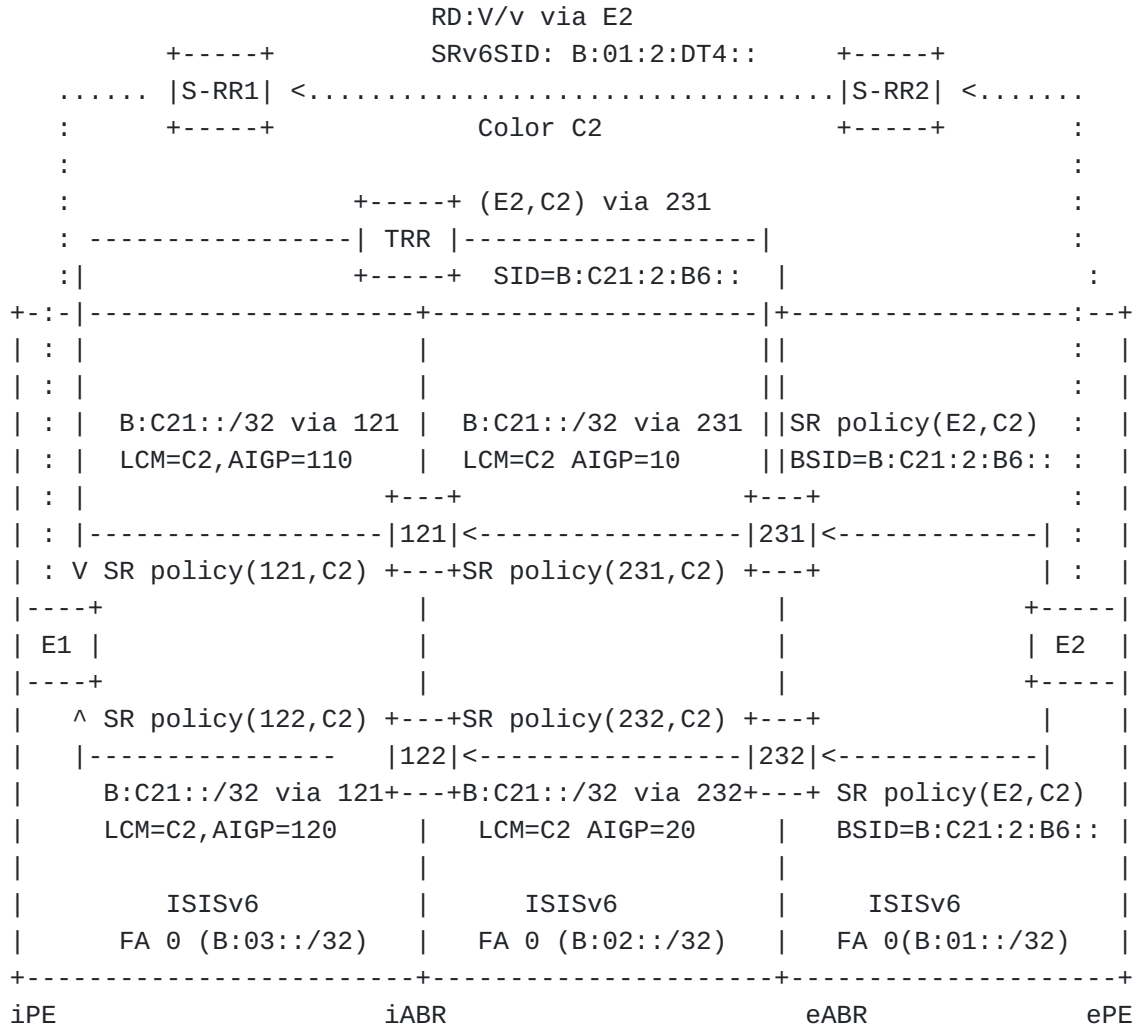 RD:V/v via E2
+-----+ SRv6SID: B:01:2:DT4:: +-----+
...... |S-RR1| <..................................|S-RR2| <.......
: +-----+ Color C2 +-----+ :
: :
: +-----+ (E2,C2) via 231 :
: -----------------| TRR |-------------------| :
:| +-----+ SID=B:C21:2:B6:: | :
+-:-|----------------------+---------------------|+------------------:--+
| : | | || : |
| : | | || : |
| : | B:C21::/32 via 121 | B:C21::/32 via 231 ||SR policy(E2,C2) : |
| : | LCM=C2,AIGP=110 | LCM=C2 AIGP=10 ||BSID=B:C21:2:B6:: : |
| : | +---+ +---+ : |
| : |-------------------|121|<-----------------|231|<-------------| : |
| : V SR policy(121,C2) +---+SR policy(231,C2) +---+ | : |
|----+ | | +-----|
| E1 | | | | E2 |
|----+ | | +-----|
| ^ SR policy(122,C2) +---+SR policy(232,C2) +---+ | |
| |---------------- |122|<-----------------|232|<-------------| |
| B:C21::/32 via 121+---+B:C21::/32 via 232+---+ SR policy(E2,C2) |
| LCM=C2,AIGP=120 | LCM=C2 AIGP=20 | BSID=B:C21:2:B6:: |
| | | |
| ISISv6 | ISISv6 | ISISv6 |
| FA 0 (B:03::/32) | FA 0 (B:02::/32) | FA 0(B:01::/32) |
+--------------------------+----------------------+---------------------+
iPE iABR eABR ePE